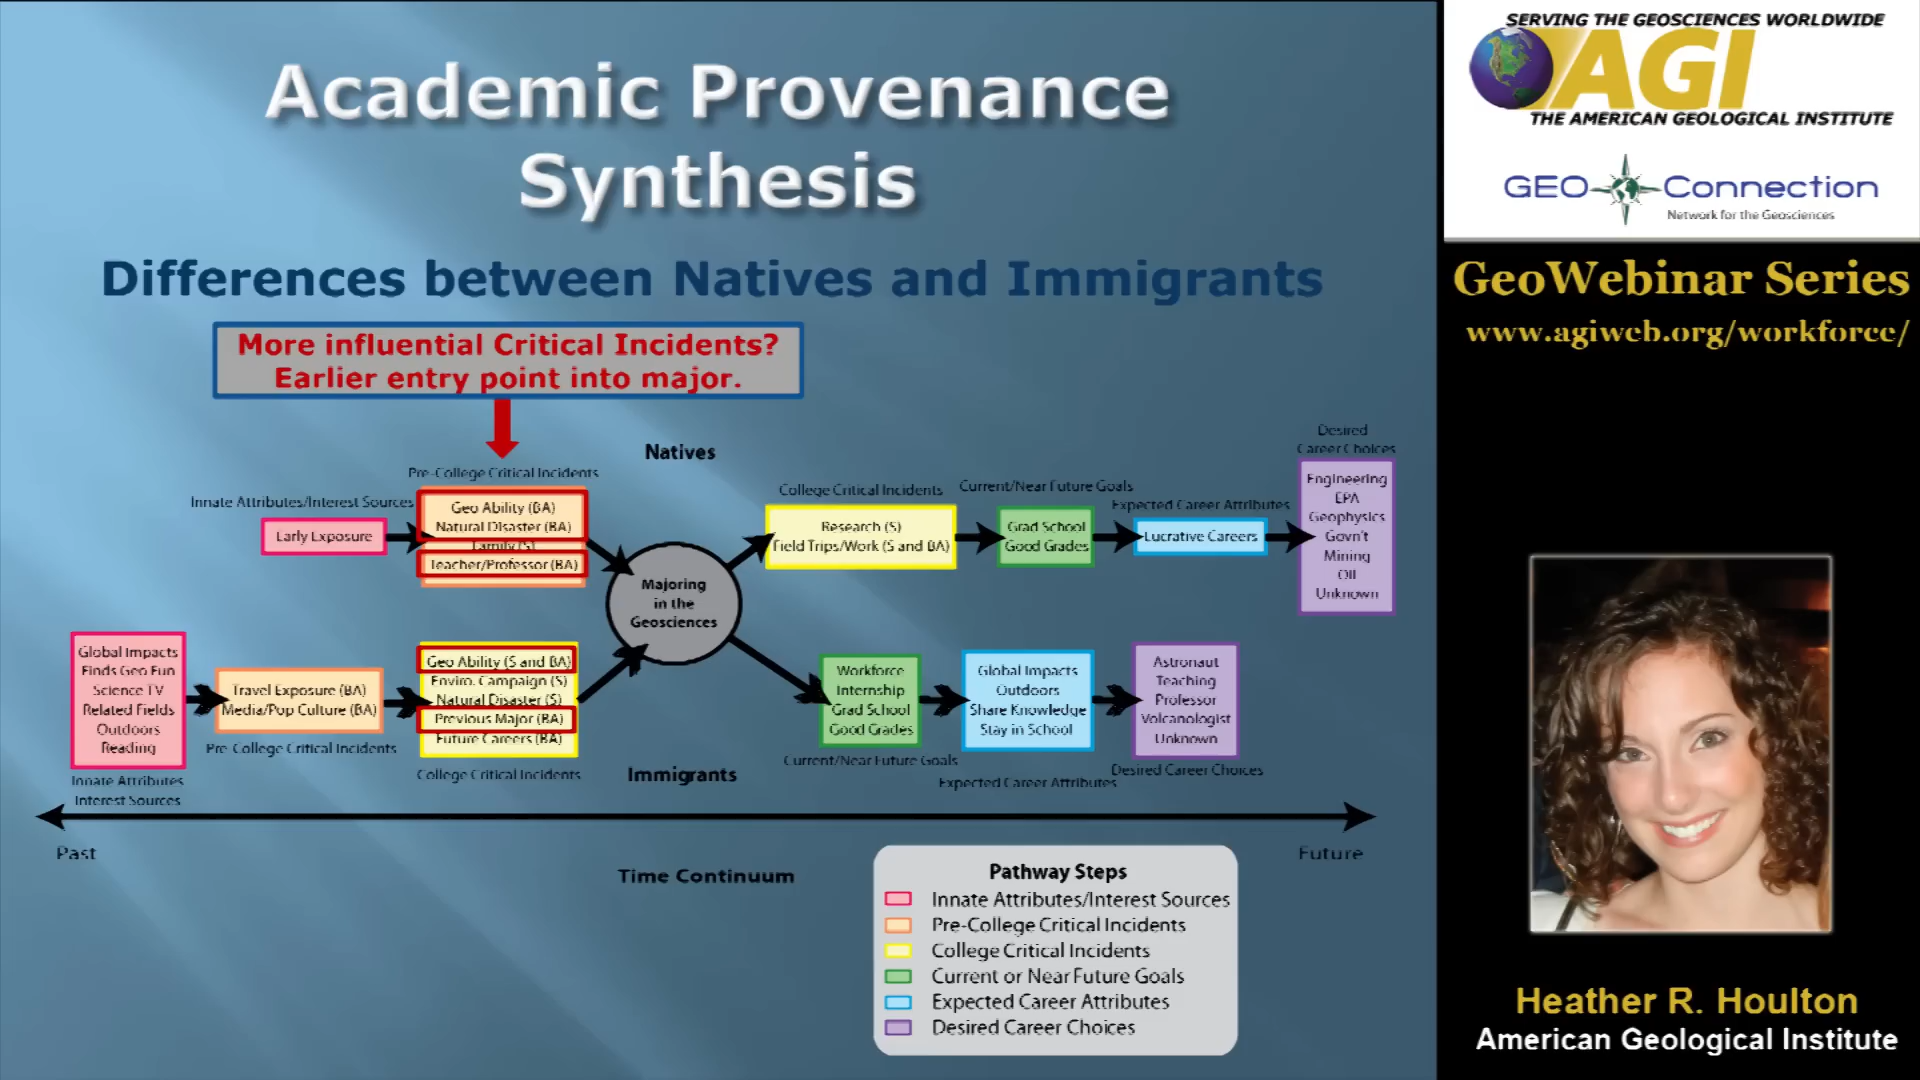 Academic Provenance
Synthesis
Differences between Natives and Immigrants
More influential Critical Incidents?
Earlier entry point into major.
Natives
Innate Attributes/Interest Sources
Early Exposure
Pre-College Critical Incidents
Geo Ability (BA)
Natural Disaster (BA)
Family (S)
Teacher/Professor (BA)
Majoring
in the
Geosciences
College Critical Incidents
Research (S)
Field Trips/Work (S and BA)
Current/Near Future Goals
Grad School
Good Grades
Expected Career Attributes
Lucrative Careers
Desired
Career Choices
Engineering
EPA
Geophysics
Govn't
Mining
Oil
Unknown
Global Impacts
Finds Geo Fun
Science TV
Related Fields
Outdoors
Reading
Innate Attributes
Interest Sources
Travel Exposure (BA)
Media/Pop Culture (BA)
Pre-College Critical Incidents
Geo Ability (S and BA)
Enviro. Campaign (S)
Natural Disaster (S)
Previous Major (BA)
Future Careers (BA)
College Critical Incidents
Immigrants
Workforce
Internship
Grad School
Good Grades
Current/Near Future Goals
Global Impacts
Outdoors
Share Knowledge
Stay in School
Expected Career Attributes
Astronaut
Teaching
Professor
Volcanologist
Unknown
Desired Career Choices
Past
Time Continuum
Future
Pathway Steps
Innate Attributes/Interest Sources
Pre-College Critical Incidents
College Critical Incidents
Current or Near Future Goals
Expected Career Attributes
Desired Career Choices
SERVING THE GEOSCIENCES WORLDWIDE
AGI
THE AMERICAN GEOLOGICAL INSTITUTE
GEO Connection
Network for the Geosciences
GeoWebinar Series
www.agiweb.org/workforce/
Heather R. Houlton
American Geological Institute